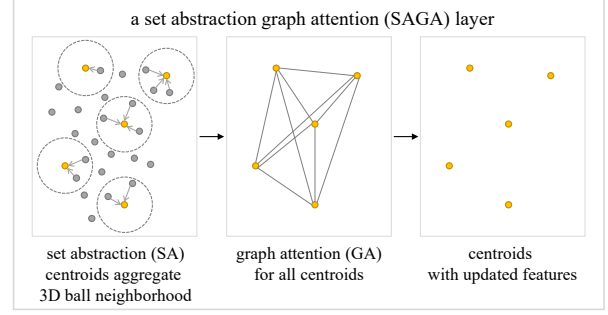 a set abstraction graph attention (SAGA) layer
set abstraction (SA)
centroids aggregate
3D ball neighborhood
graph attention (GA)
for all centroids
centroids
with updated features